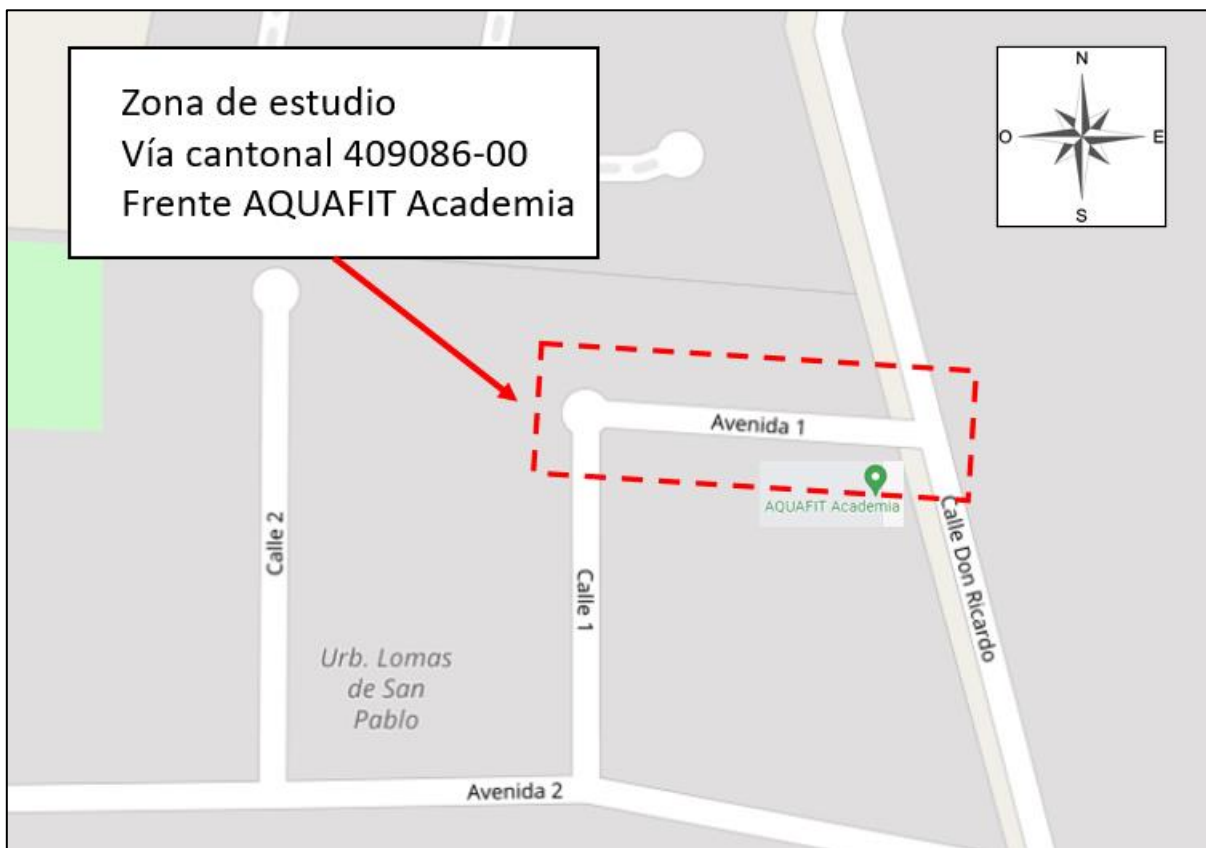 Zona de estudio
Vía cantonal 409086-00
Frente AQUAFIT Academia
N
O
E
S
Avenida 1
AQUAFIT Academia
Calle Don Ricardo
Calle 2
Calle 1
Urb. Lomas
de San
Pablo
Avenida 2